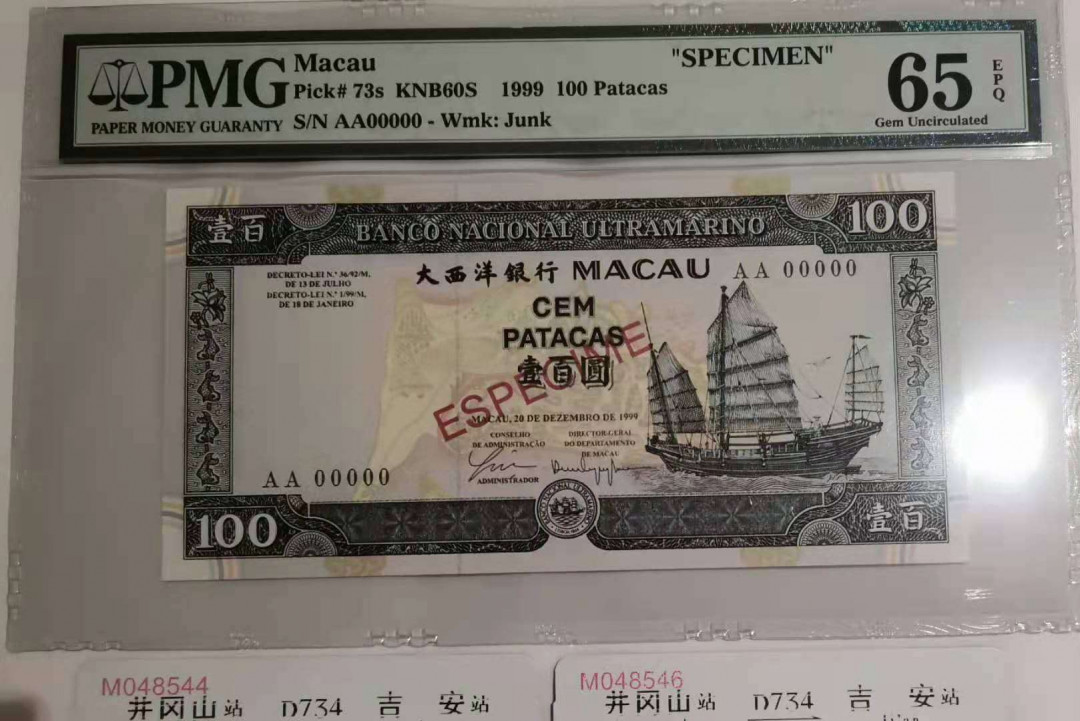 PMG
PAPER MONEY GUARANTY
Macau "SPECIMEN"
Pick# 73s KNB60S 1999 100 Patacas
S/N AA00000 - Wmk: Junk
65 EPQ
Gem Uncirculated
壹百 BANCO NACIONAL ULTRAMARINO 100
DECRETO-LEI N.º 36/92/M,
DE 13 DE JULHO
DECRETO-LEI N.º 1/99/M,
DE 18 DE JANEIRO
大西洋銀行 MACAU AA 00000
CEM
PATACAS
壹百圓
ESPECIME
MACAU, 20 DE DEZEMBRO DE 1999
CONSELHO
DE ADMINISTRAÇÃO
ADMINISTRADOR
DIRECTOR-GERAL
DO DEPARTAMENTO
DE MACAU
AA 00000
100 BANCO NACIONAL ULTRAMARINO 壹百
M048544
井冈山站 D734 吉安站
M048546
井冈山站 D734 吉安站